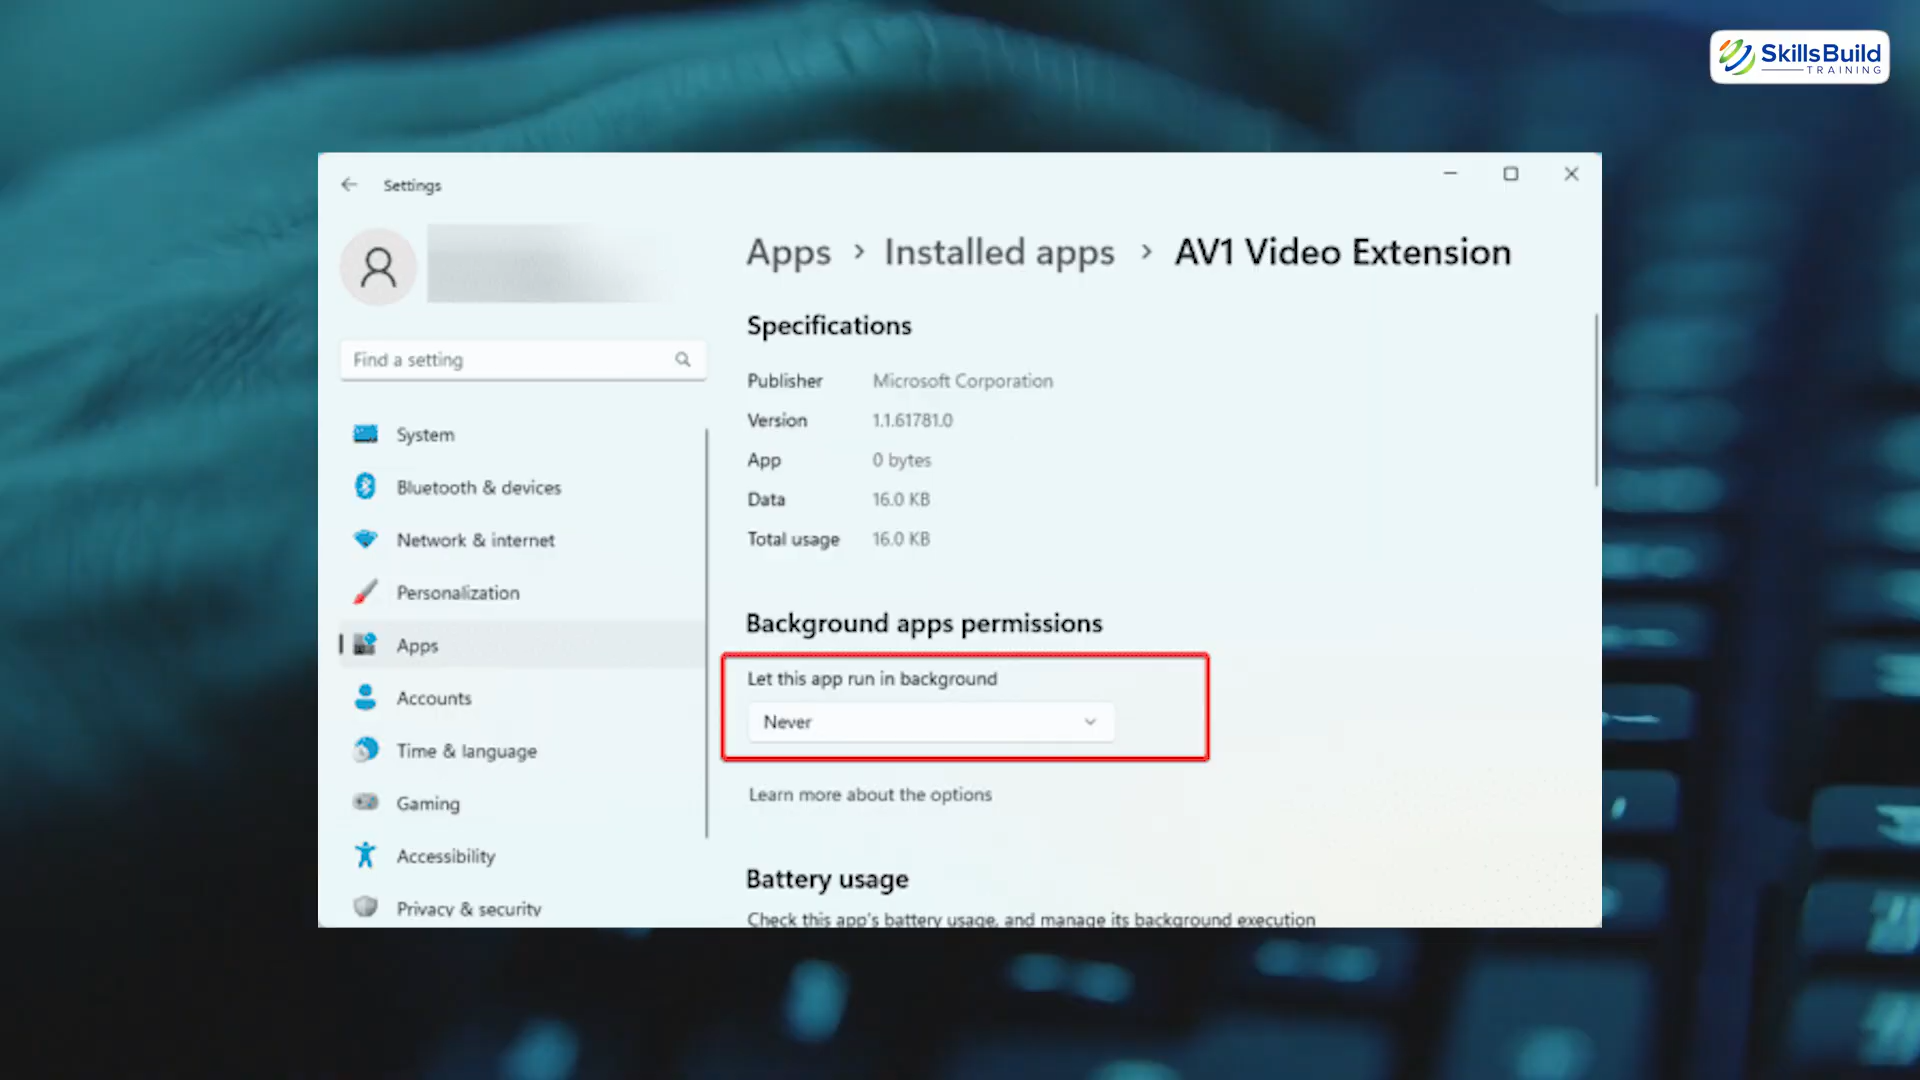 SkillsBuild
TRAINING
Settings
Apps > Installed apps > AV1 Video Extension
Find a setting
System
Bluetooth & devices
Network & internet
Personalization
Apps
Accounts
Time & language
Gaming
Accessibility
Privacy & security
Specifications
Publisher Microsoft Corporation
Version 1.1.61781.0
App 0 bytes
Data 16.0 KB
Total usage 16.0 KB
Background apps permissions
Let this app run in background
Never
Learn more about the options
Battery usage
Check this app's battery usage, and manage its background execution